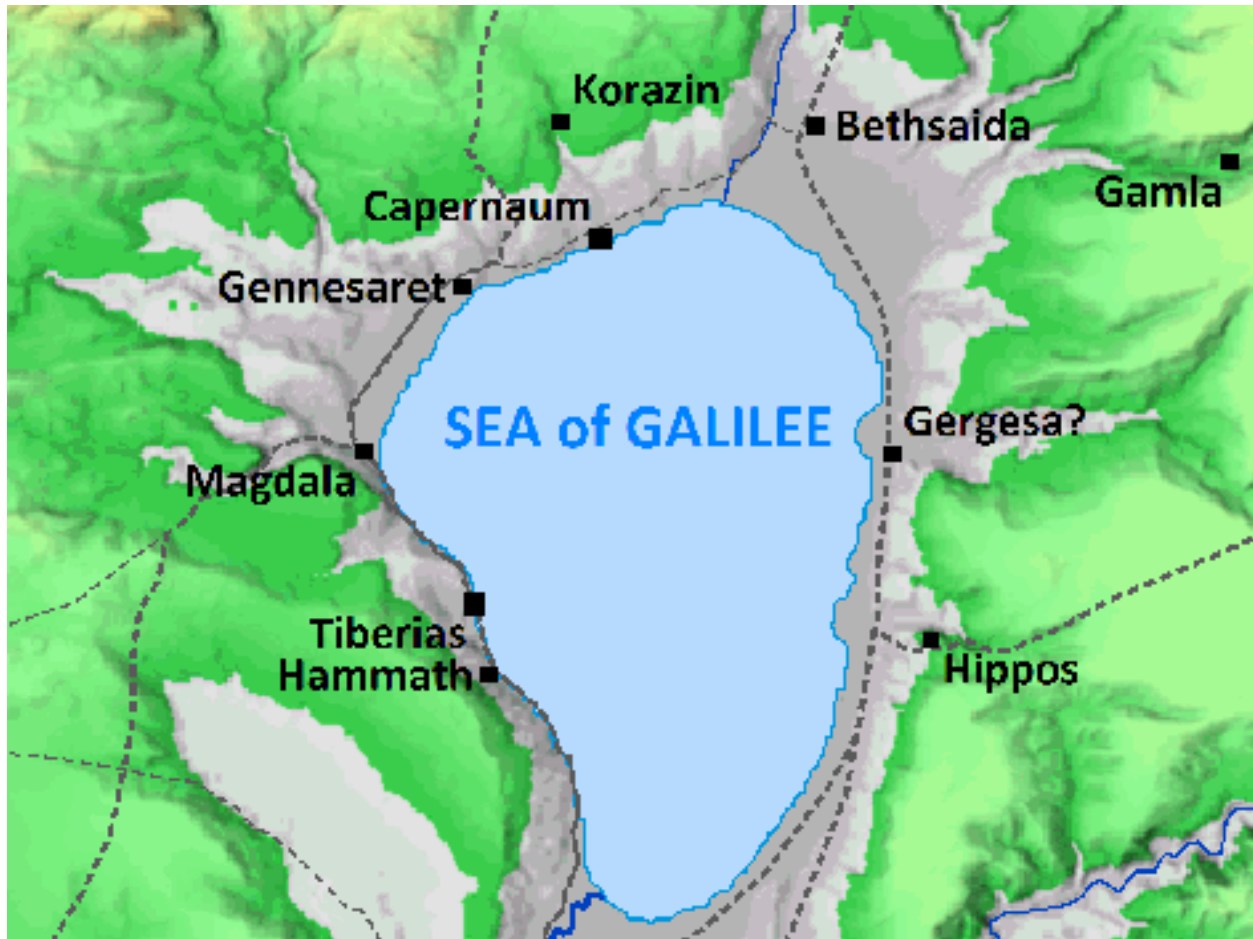 Korazin
Bethsaida
Gamla
Capernaum
Gennesaret
SEA of GALILEE
Gergesa?
Magdala
Tiberias
Hammath
Hippos